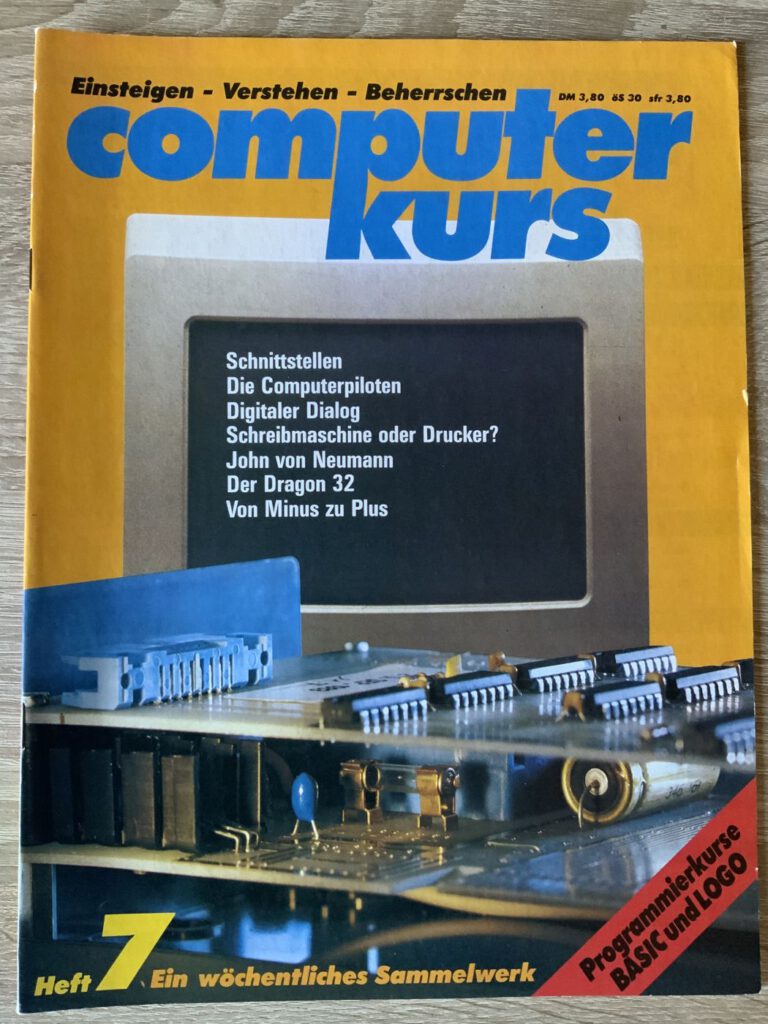 Einsteigen - Verstehen - Beherrschen
DM 3,80 öS 30 sfr 3,80
computer
kurs
Schnittstellen
Die Computerpiloten
Digitaler Dialog
Schreibmaschine oder Drucker?
John von Neumann
Der Dragon 32
Von Minus zu Plus
Programmierkurse
BASIC und LOGO
Heft 7 Ein wöchentliches Sammelwerk